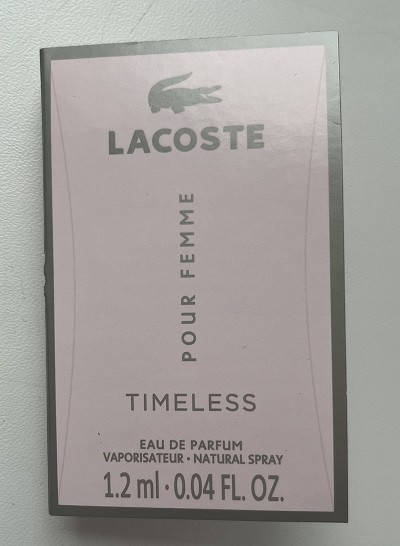 LACOSTE
POUR FEMME
TIMELESS
EAU DE PARFUM
VAPORISATEUR • NATURAL SPRAY
1.2 ml • 0.04 FL. OZ.